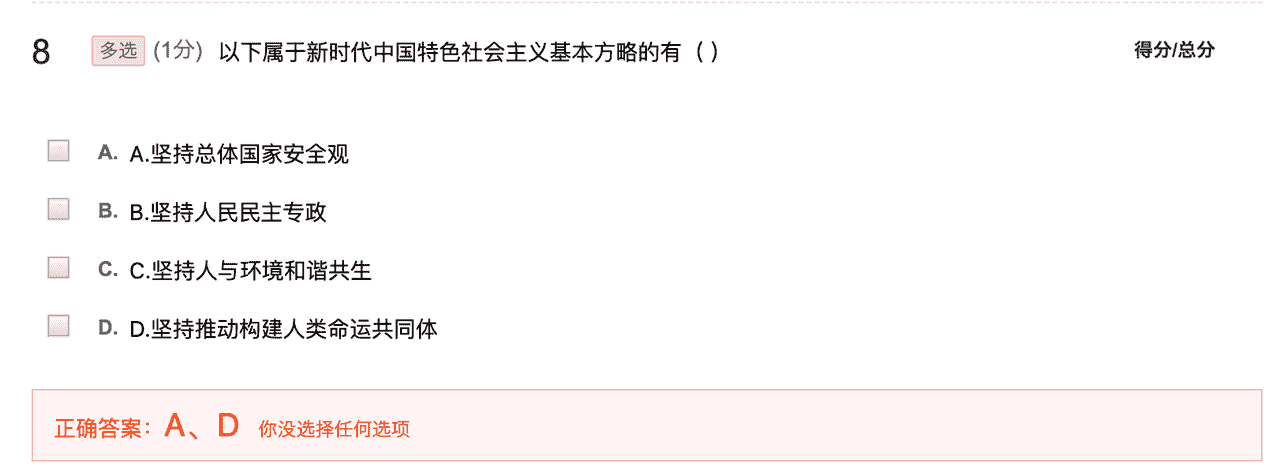 8 多选 (1分) 以下属于新时代中国特色社会主义基本方略的有（ ） 得分/总分
A. A.坚持总体国家安全观
B. B.坚持人民民主专政
C. C.坚持人与环境和谐共生
D. D.坚持推动构建人类命运共同体
正确答案：A、D 你没选择任何选项